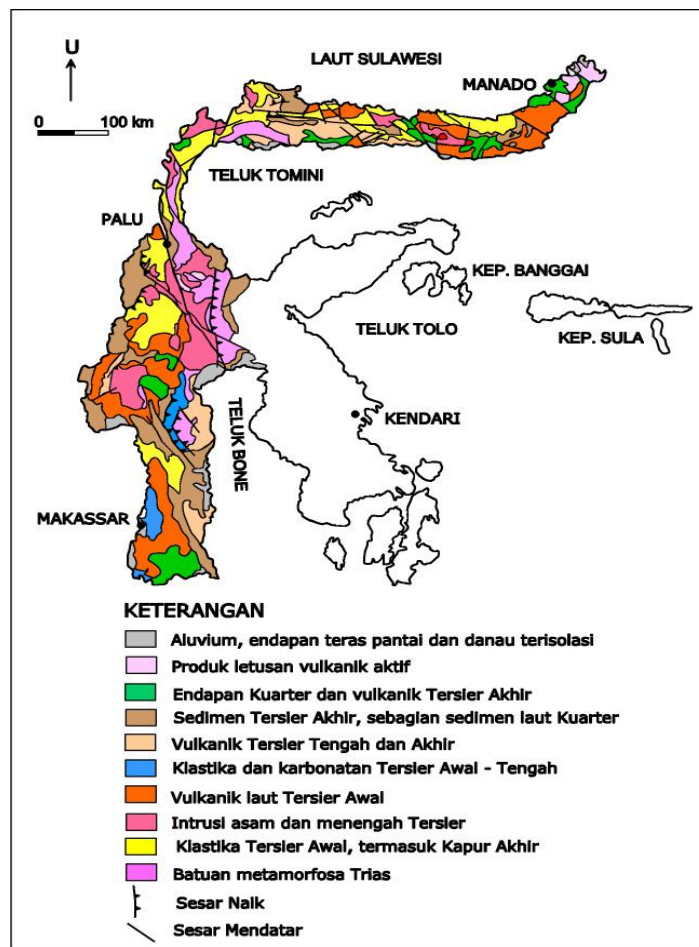 U
LAUT SULAWESI
MANADO
0 100 km
TELUK TOMINI
PALU
KEP. BANGGAI
TELUK TOLO
KEP. SULA
TELUK BONE
KENDARI
MAKASSAR
KETERANGAN
Aluvium, endapan teras pantai dan danau terisolasi
Produk letusan vulkanik aktif
Endapan Kuarter dan vulkanik Tersier Akhir
Sedimen Tersier Akhir, sebagian sedimen laut Kuarter
Vulkanik Tersier Tengah dan Akhir
Klastika dan karbonatan Tersier Awal - Tengah
Vulkanik laut Tersier Awal
Intrusi asam dan menengah Tersier
Klastika Tersier Awal, termasuk Kapur Akhir
Batuan metamorfosa Trias
Sesar Naik
Sesar Mendatar